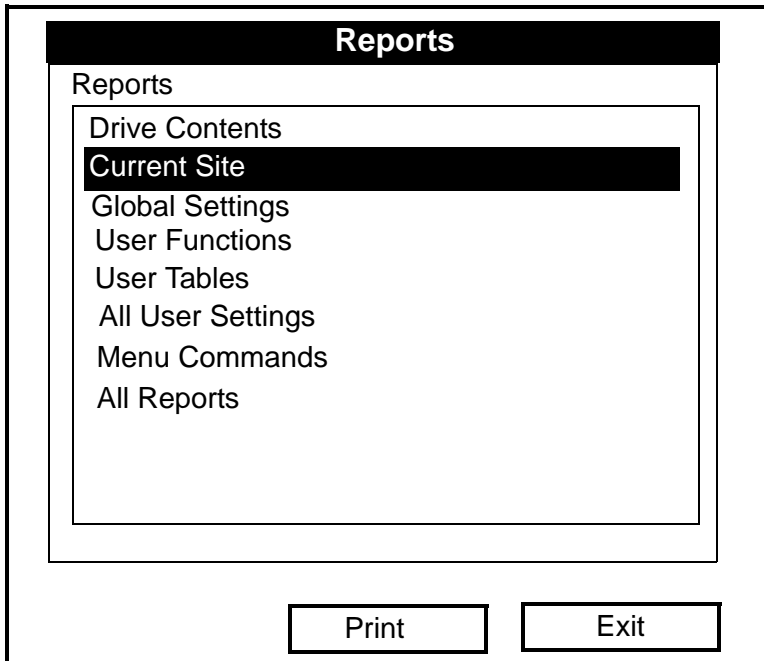 Reports
Reports
Drive Contents
Current Site
Global Settings
User Functions
User Tables
All User Settings
Menu Commands
All Reports
Print
Exit